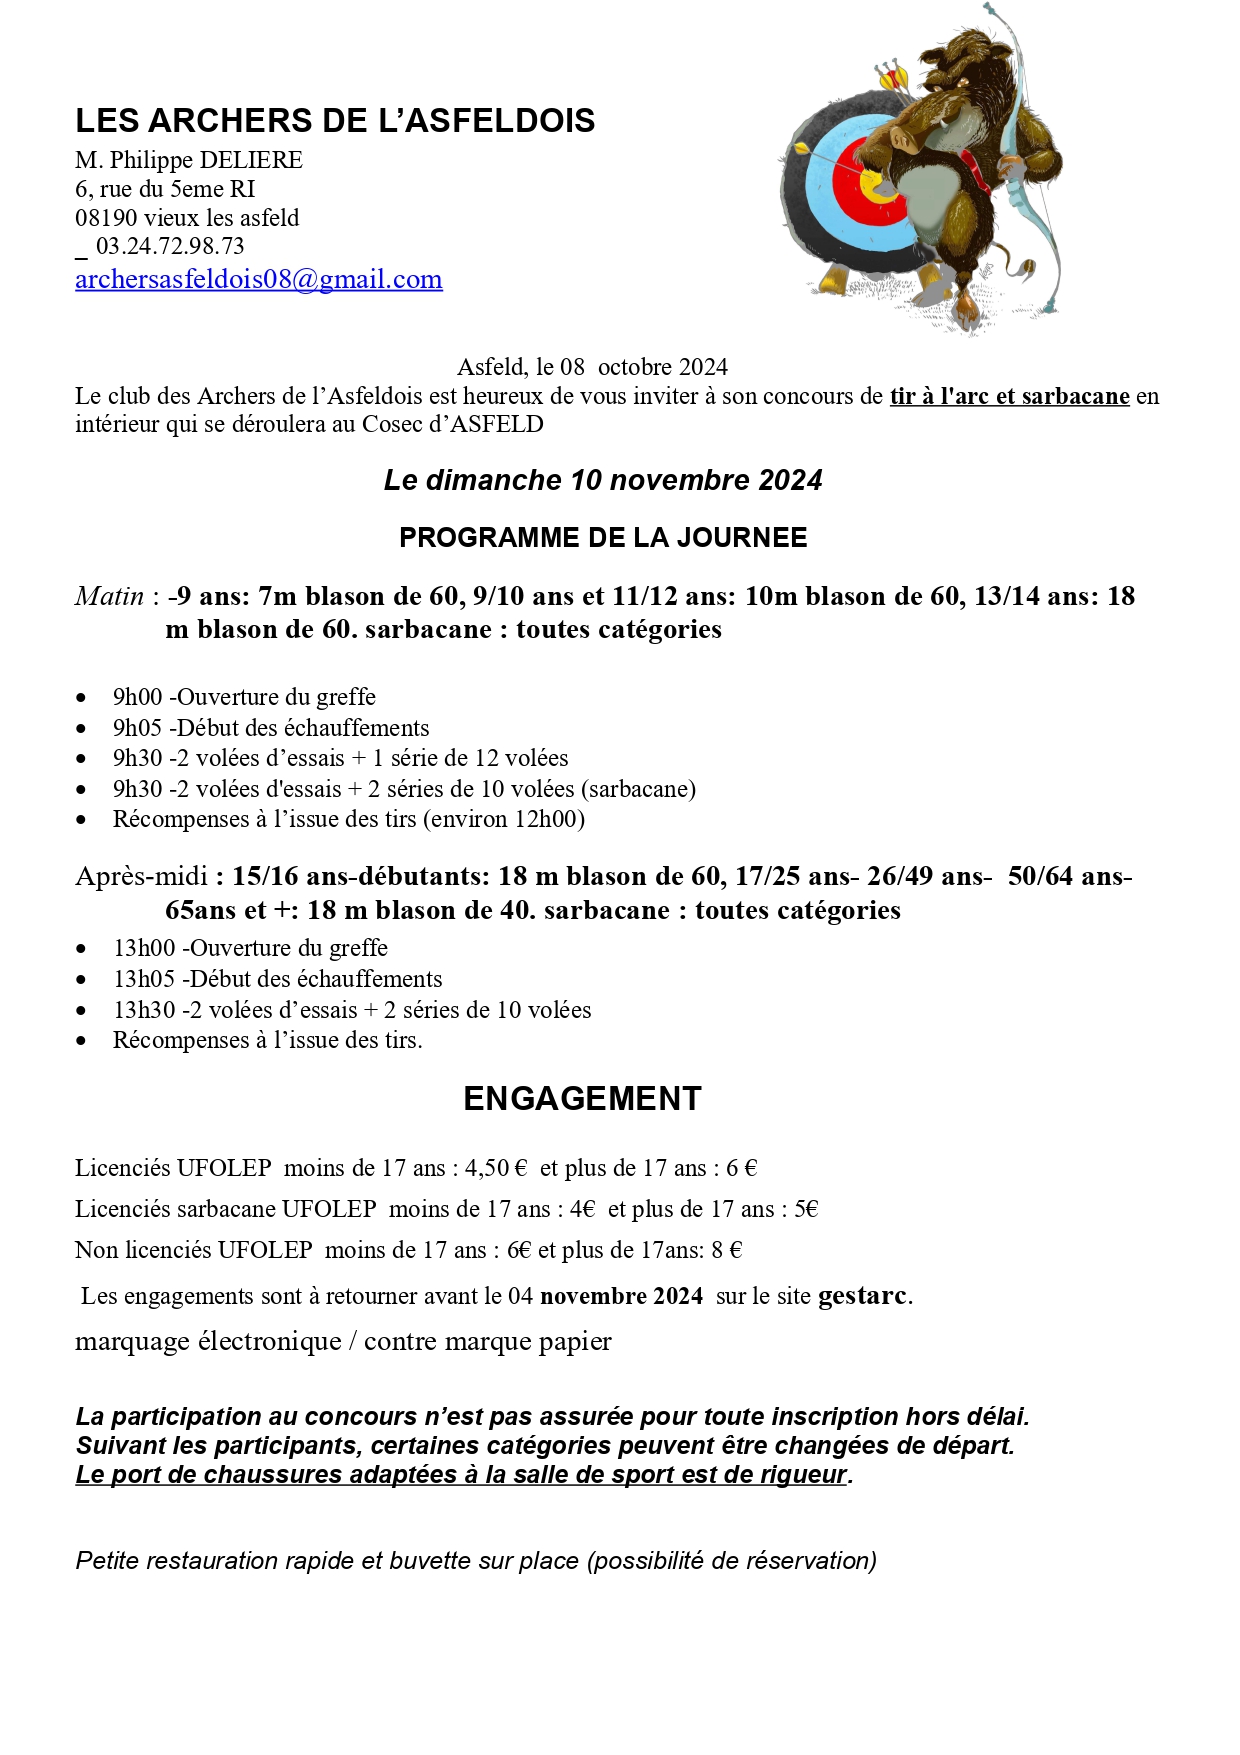 LES ARCHERS DE L’ASFELDOIS
M. Philippe DELIERE
6, rue du 5eme RI
08190 vieux les asfeld
_ 03.24.72.98.73
archersasfeldois08@gmail.com
Asfeld, le 08  octobre 2024
Le club des Archers de l’Asfeldois est heureux de vous inviter à son concours de tir à l'arc et sarbacane en
intérieur qui se déroulera au Cosec d’ASFELD
Le dimanche 10 novembre 2024
PROGRAMME DE LA JOURNEE
Matin : -9 ans: 7m blason de 60, 9/10 ans et 11/12 ans: 10m blason de 60, 13/14 ans: 18
m blason de 60. sarbacane : toutes catégories
• 9h00 -Ouverture du greffe
• 9h05 -Début des échauffements
• 9h30 -2 volées d’essais + 1 série de 12 volées
• 9h30 -2 volées d'essais + 2 séries de 10 volées (sarbacane)
• Récompenses à l’issue des tirs (environ 12h00)
Après-midi : 15/16 ans-débutants: 18 m blason de 60, 17/25 ans- 26/49 ans-  50/64 ans-
65ans et +: 18 m blason de 40. sarbacane : toutes catégories
• 13h00 -Ouverture du greffe
• 13h05 -Début des échauffements
• 13h30 -2 volées d’essais + 2 séries de 10 volées
• Récompenses à l’issue des tirs.
ENGAGEMENT
Licenciés UFOLEP  moins de 17 ans : 4,50 €  et plus de 17 ans : 6 €
Licenciés sarbacane UFOLEP  moins de 17 ans : 4€  et plus de 17 ans : 5€
Non licenciés UFOLEP  moins de 17 ans : 6€ et plus de 17ans: 8 €
Les engagements sont à retourner avant le 04 novembre 2024  sur le site gestarc.
marquage électronique / contre marque papier
La participation au concours n’est pas assurée pour toute inscription hors délai.
Suivant les participants, certaines catégories peuvent être changées de départ.
Le port de chaussures adaptées à la salle de sport est de rigueur.
Petite restauration rapide et buvette sur place (possibilité de réservation)